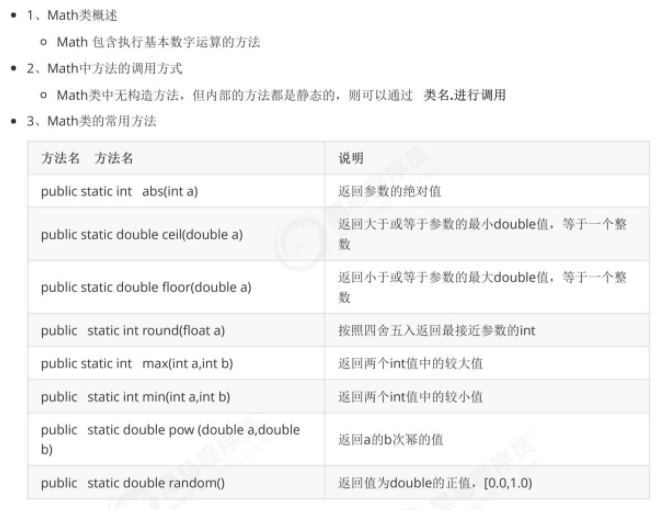 1、Math类概述
Math 包含执行基本数字运算的方法
2、Math中方法的调用方式
Math类中无构造方法，但内部的方法都是静态的，则可以通过 类名.进行调用
3、Math类的常用方法
方法名 方法名 说明
public static int abs(int a) 返回参数的绝对值
public static double ceil(double a) 返回大于或等于参数的最小double值，等于一个整
数
public static double floor(double a) 返回小于或等于参数的最大double值，等于一个整
数
public static int round(float a) 按照四舍五入返回最接近参数的int
public static int max(int a,int b) 返回两个int值中的较大值
public static int min(int a,int b) 返回两个int值中的较小值
public static double pow (double a,double
b) 返回a的b次幂的值
public static double random() 返回值为double的正值，[0.0,1.0)